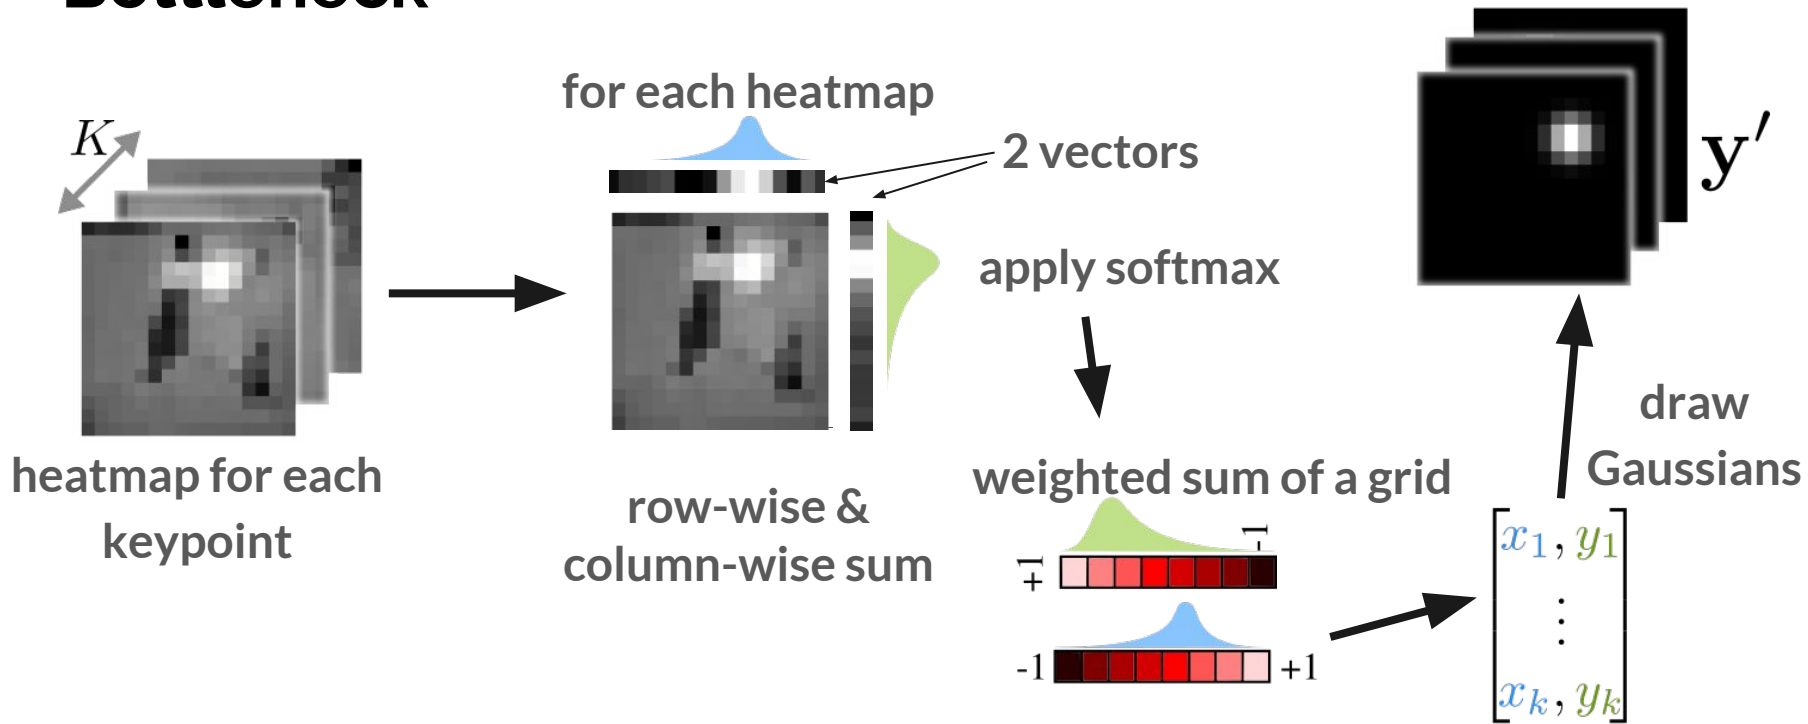 Bottleneck
K
heatmap for each
keypoint
for each heatmap
2 vectors
row-wise &
column-wise sum
apply softmax
weighted sum of a grid
+1
-1
-1
+1
x₁, y₁
⋮
xₖ, yₖ
draw
Gaussians
y′